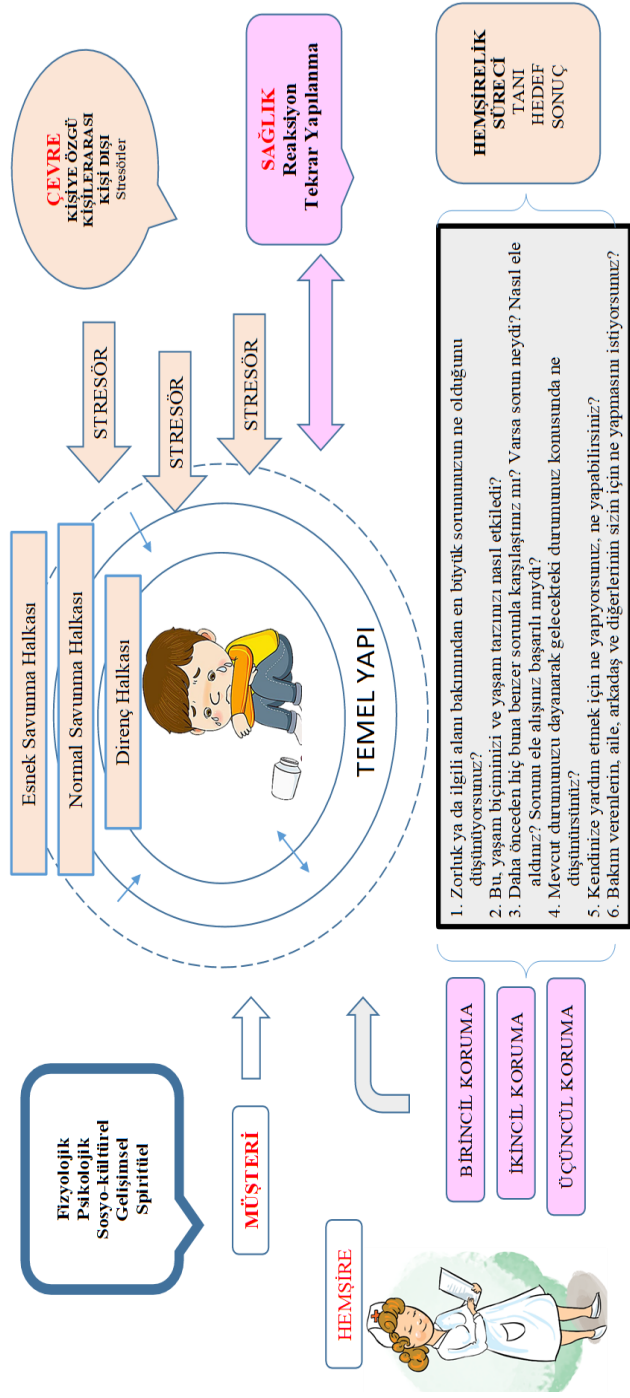 Fizyolojik
Psikolojik
Sosyo-kültürel
Gelişimsel
Spiritüel
MÜŞTERİ
HEMŞİRE
Esnek Savunma Halkası
Normal Savunma Halkası
Direnç Halkası
TEMEL YAPI
STRESÖR
STRESÖR
STRESÖR
ÇEVRE
KİŞİYE ÖZGÜ
KİŞİLERARASI
KİŞİ DIŞI
Stresörler
SAĞLIK
Reaksiyon
Tekrar Yapılanma
BİRİNCİL KORUMA
İKİNCİL KORUMA
ÜÇÜNCÜL KORUMA
1. Zorluk ya da ilgili alanı bakımından en büyük sorununuzun ne olduğunu
düşünüyorsunuz?
2. Bu, yaşam biçiminizi ve yaşam tarzınızı nasıl etkiledi?
3. Daha önceden hiç buna benzer sorunla karşılaştınız mı? Varsa sorun neydi? Nasıl ele
aldınız? Sorunu ele alışınız başarılı mıydı?
4. Mevcut durumunuzu dayanarak gelecekteki durumunuz konusunda ne
düşünürsünüz?
5. Kendinize yardım etmek için ne yapıyorsunuz, ne yapabilirsiniz?
6. Bakım verenlerin, aile, arkadaş ve diğerlerinin sizin için ne yapmasını istiyorsunuz?
HEMŞİRELİK
SÜRECİ
TANI
HEDEF
SONUÇ